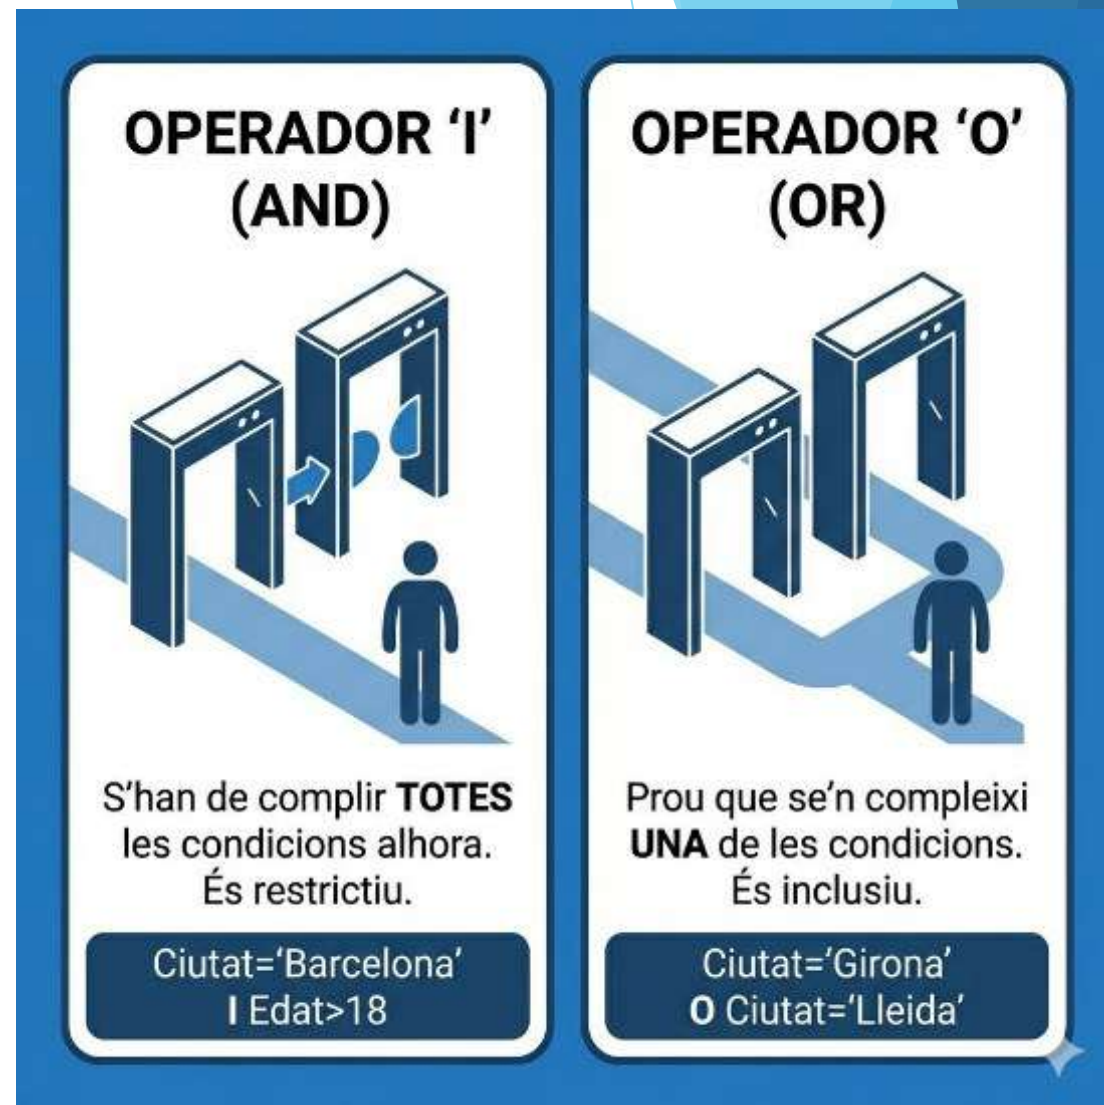 OPERADOR ‘I’
(AND)
S’han de complir TOTES
les condicions alhora.
És restrictiu.
Ciutat=‘Barcelona’
I Edat>18
OPERADOR ‘O’
(OR)
Prou que se’n compleixi
UNA de les condicions.
És inclusiu.
Ciutat=‘Girona’
O Ciutat=‘Lleida’